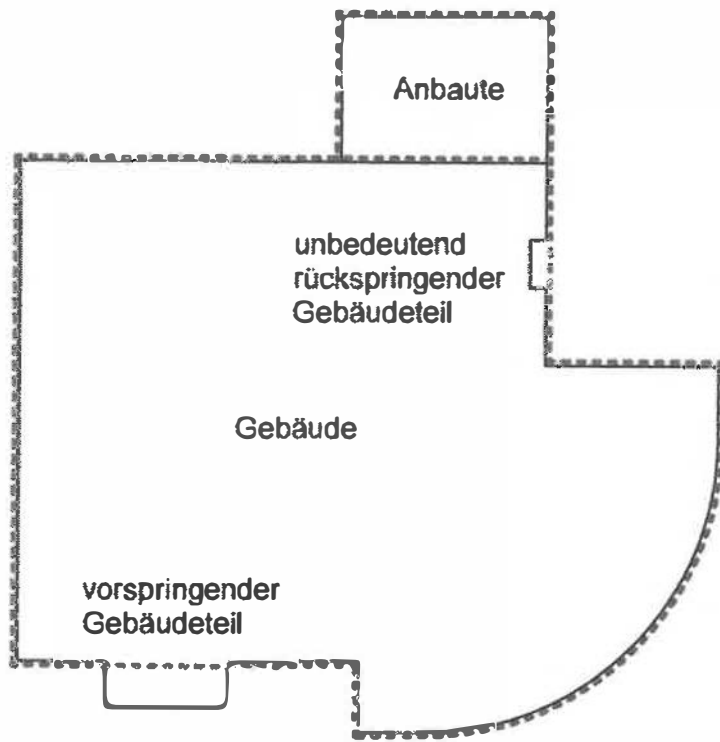 Anbaute
unbedeutend
rückspringender
Gebäudeteil
Gebäude
vorspringender
Gebäudeteil